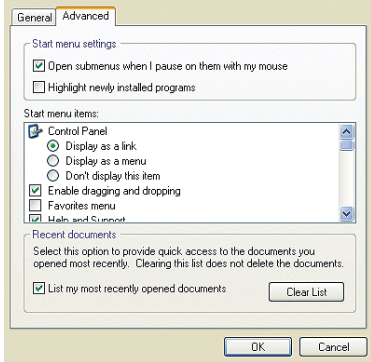 General Advanced
Start menu settings
Open submenus when I pause on them with my mouse
Highlight newly installed programs
Start menu items:
Control Panel
Display as a link
Display as a menu
Don't display this item
Enable dragging and dropping
Favorites menu
Help and Support
Recent documents
Select this option to provide quick access to the documents you
opened most recently. Clearing this list does not delete the documents.
List my most recently opened documents Clear List
OK Cancel